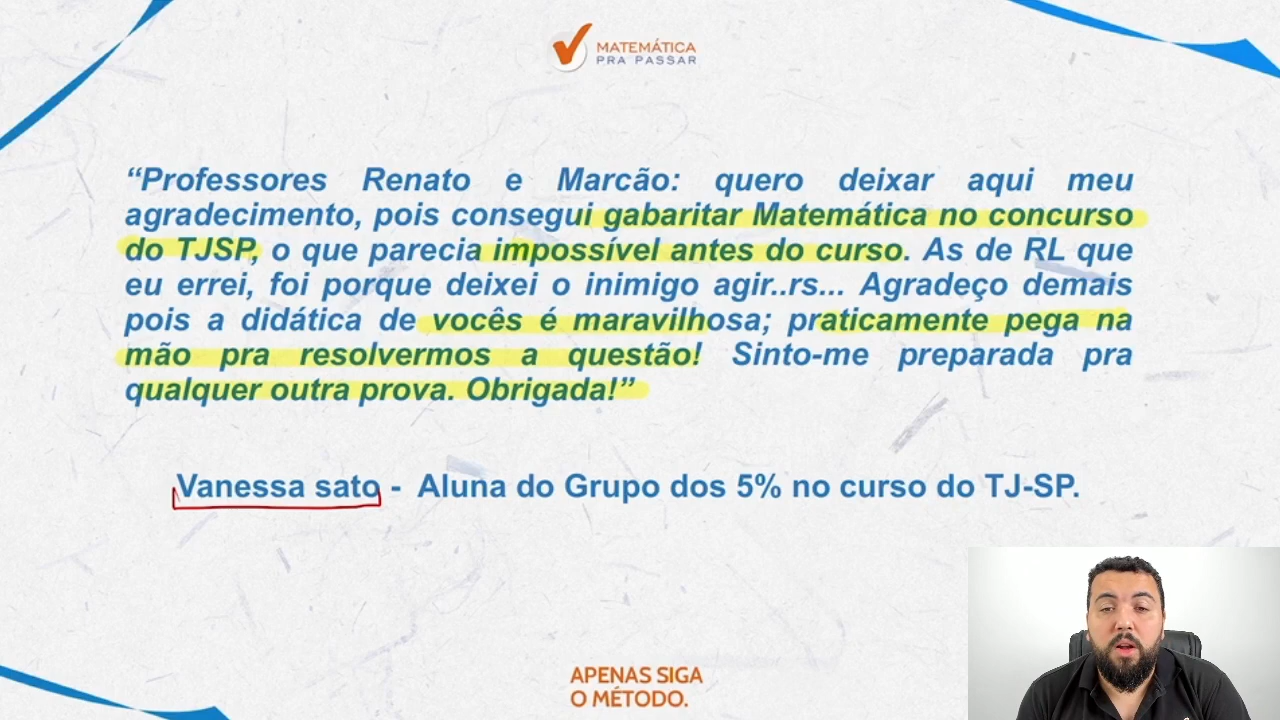 MATEMÁTICA
PRA PASSAR
“Professores Renato e Marcão: quero deixar aqui meu
agradecimento, pois consegui gabaritar Matemática no concurso
do TJSP, o que parecia impossível antes do curso. As de RL que
eu errei, foi porque deixei o inimigo agir..rs... Agradeço demais
pois a didática de vocês é maravilhosa; praticamente pega na
mão pra resolvermos a questão! Sinto-me preparada pra
qualquer outra prova. Obrigada!”
Vanessa sato - Aluna do Grupo dos 5% no curso do TJ-SP.
APENAS SIGA
O MÉTODO.